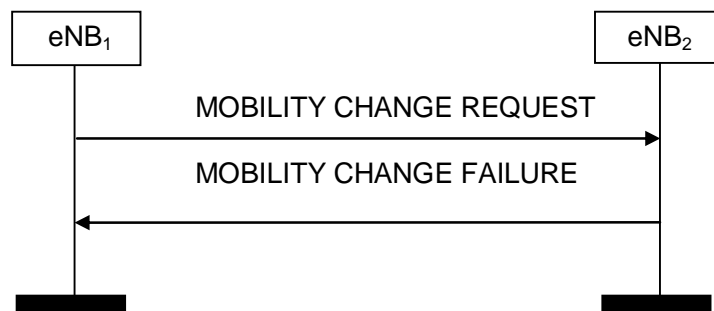 eNB₁
eNB₂
MOBILITY CHANGE REQUEST
MOBILITY CHANGE FAILURE